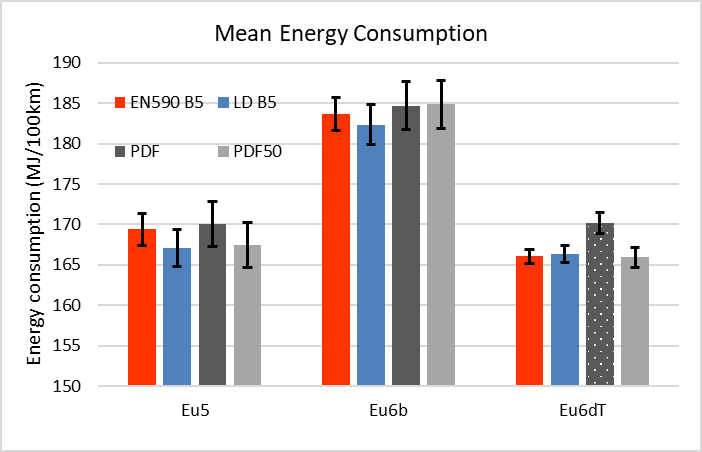 Mean Energy Consumption
Energy consumption (MJ/100km)
190
185
180
175
170
165
160
155
150
EN590 B5 LD B5
PDF PDF50
Eu5 Eu6b Eu6dT